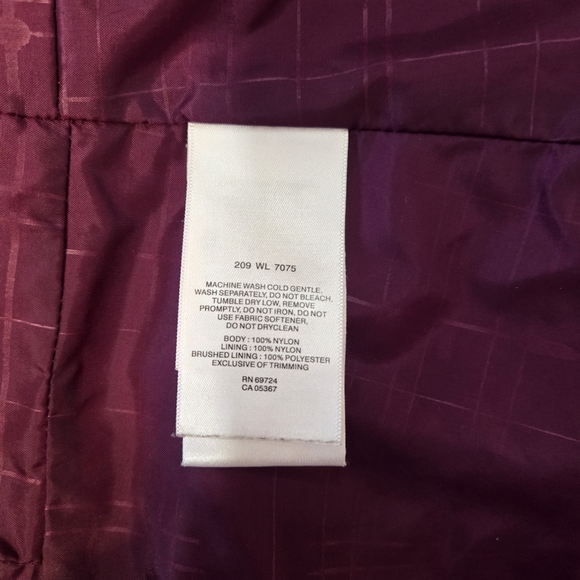 209 WL 7075
MACHINE WASH COLD GENTLE,
WASH SEPARATELY, DO NOT BLEACH,
TUMBLE DRY LOW, REMOVE
PROMPTLY, DO NOT IRON, DO NOT
USE FABRIC SOFTENER,
DO NOT DRYCLEAN
BODY : 100% NYLON
LINING : 100% NYLON
BRUSHED LINING : 100% POLYESTER
EXCLUSIVE OF TRIMMING
RN 69724
CA 05367